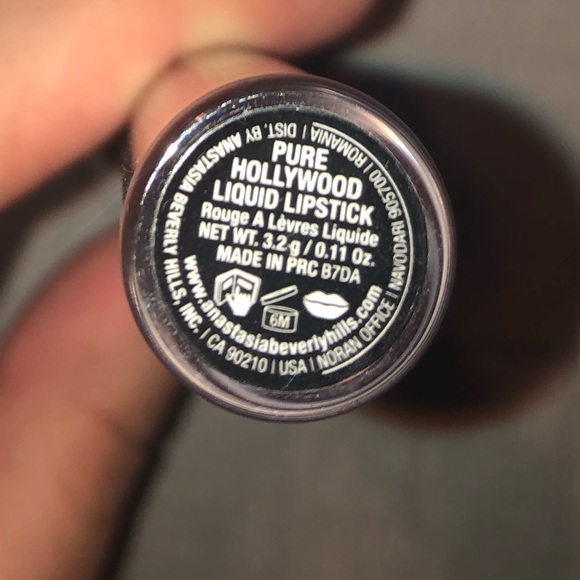 PURE
HOLLYWOOD
LIQUID LIPSTICK
Rouge A Lèvres Liquide
NET WT. 3.2 g / 0.11 Oz.
MADE IN PRC B7DA
6M
www.anastasiabeverlyhills.com
DIST. BY ANASTASIA BEVERLY HILLS, INC. | CA 90210 | USA | NORAN OFFICE | NAVODARI 905700 | ROMANIA |